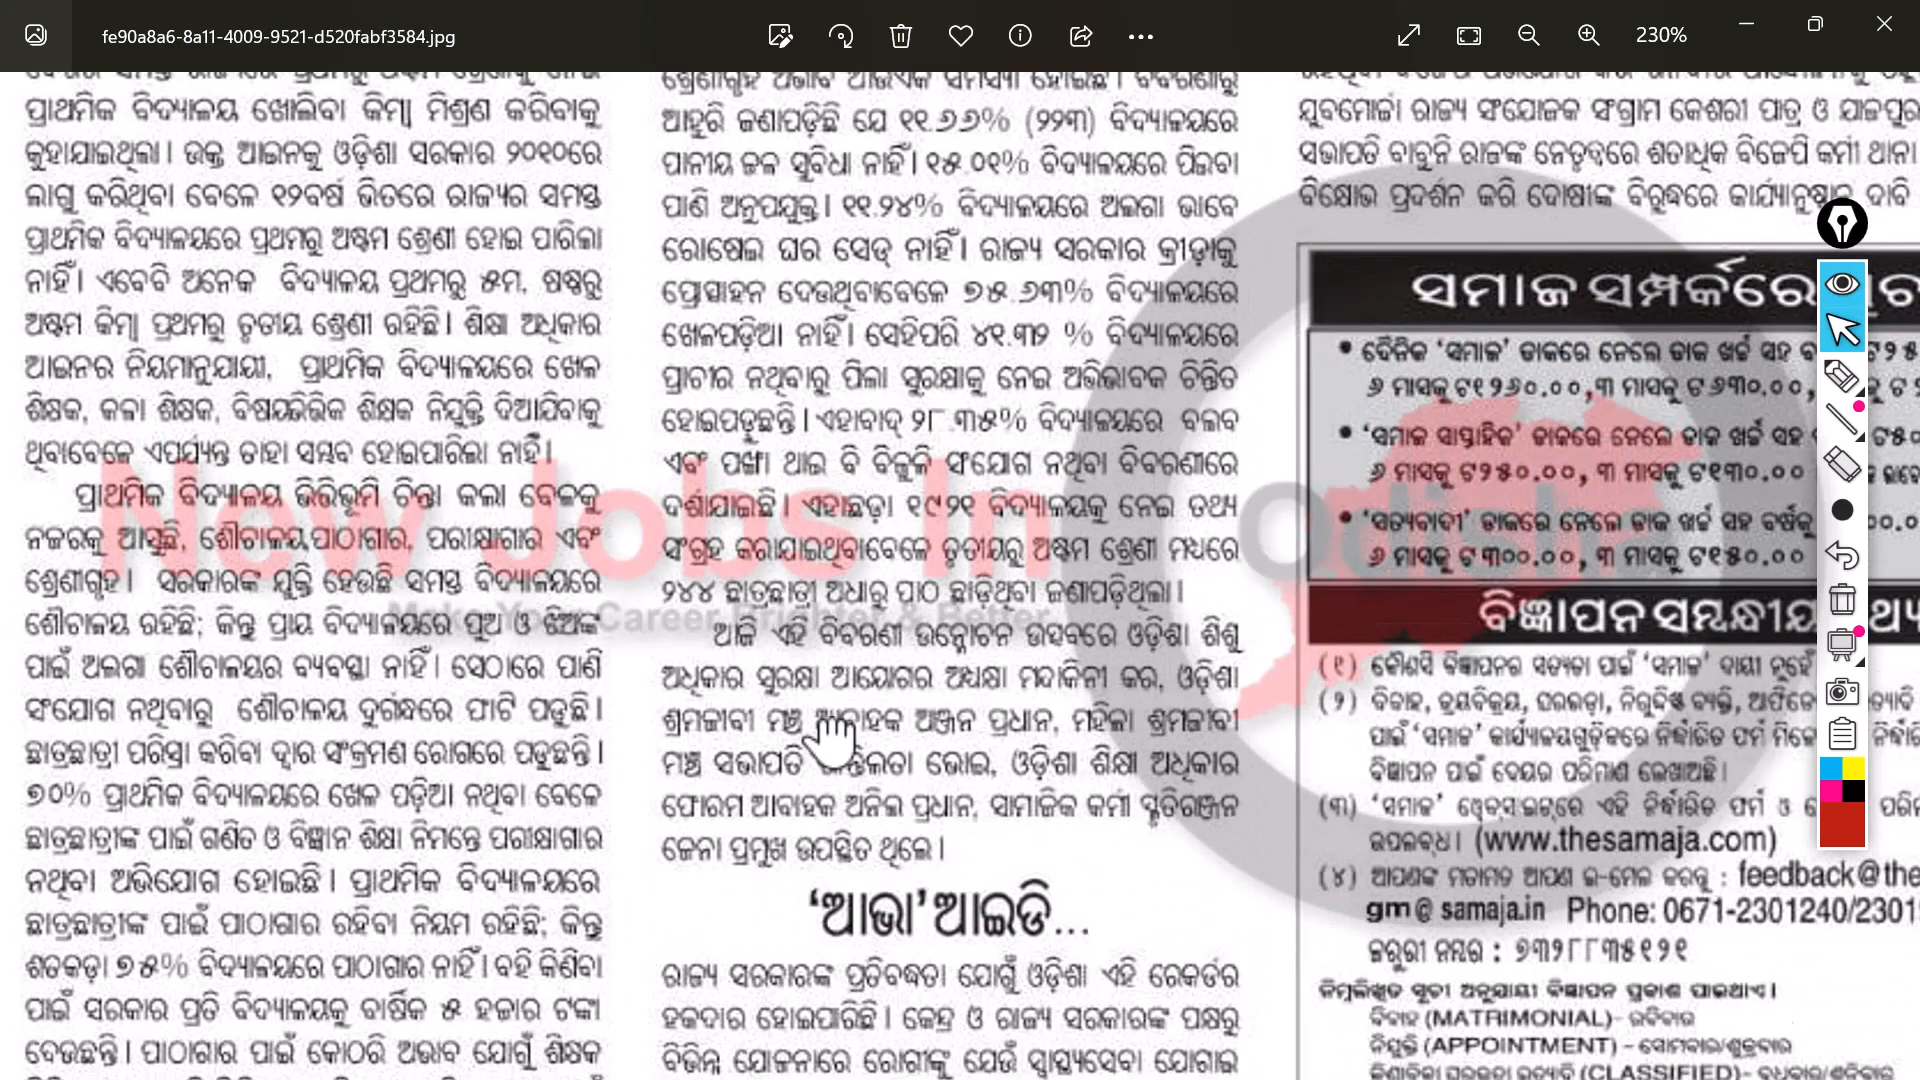 fe90a8a6-8a11-4009-9521-d520fabf3584.jpg
230%
ପ୍ରାଥମିକ ବିଦ୍ୟାଳୟ ଖୋଲିବା କିମ୍ବା ମିଶ୍ରଣ କରିବାକୁ
କୁହାଯାଇଥିଲା। ଉକ୍ତ ଆଇନକୁ ଓଡ଼ିଶା ସରକାର ୨୦୧୦ରେ
ଲାଗୁ କରିଥିବା ବେଳେ ୧୨ବର୍ଷ ଭିତରେ ରାଜ୍ୟର ସମସ୍ତ
ପ୍ରାଥମିକ ବିଦ୍ୟାଳୟରେ ପ୍ରଥମରୁ ଅଷ୍ଟମ ଶ୍ରେଣୀ ହୋଇ ପାରିଲା
ନାହିଁ। ଏବେବି ଅନେକ ବିଦ୍ୟାଳୟ ପ୍ରଥମରୁ ୫ମ, ଷଷ୍ଠରୁ
ଅଷ୍ଟମ କିମ୍ବା ପ୍ରଥମରୁ ତୃତୀୟ ଶ୍ରେଣୀ ରହିଛି। ଶିକ୍ଷା ଅଧିକାର
ଆଇନର ନିୟମାନୁଯାୟୀ, ପ୍ରାଥମିକ ବିଦ୍ୟାଳୟରେ ଖେଳ
ଶିକ୍ଷକ, କଳା ଶିକ୍ଷକ, ବିଷୟଭିତ୍ତିକ ଶିକ୍ଷକ ନିଯୁକ୍ତି ଦିଆଯିବାକୁ
ଥିବାବେଳେ ଏପର୍ଯ୍ୟନ୍ତ ତାହା ସମ୍ଭବ ହୋଇପାରିଲା ନାହିଁ।
ପ୍ରାଥମିକ ବିଦ୍ୟାଳୟ ଭିତ୍ତିଭୂମି ଚିନ୍ତା କଲା ବେଳକୁ
ନଜରକୁ ଆସୁଛି, ଶୌଚାଳୟ,ପାଠାଗାର, ପରୀକ୍ଷାଗାର ଏବଂ
ଶ୍ରେଣୀଗୃହ। ସରକାରଙ୍କ ଯୁକ୍ତି ହେଉଛି ସମସ୍ତ ବିଦ୍ୟାଳୟରେ
ଶୌଚାଳୟ ରହିଛି; କିନ୍ତୁ ପ୍ରାୟ ବିଦ୍ୟାଳୟରେ ପୁଅ ଓ ଝିଅଙ୍କ
ପାଇଁ ଅଲଗା ଶୌଚାଳୟର ବ୍ୟବସ୍ଥା ନାହିଁ। ସେଠାରେ ପାଣି
ସଂଯୋଗ ନଥିବାରୁ ଶୌଚାଳୟ ଦୁର୍ଗନ୍ଧରେ ଫାଟି ପଡୁଛି।
ଛାତ୍ରଛାତ୍ରୀ ପରିସ୍ରା କରିବା ଦ୍ୱାର ସଂକ୍ରମଣ ରୋଗରେ ପଡୁଛନ୍ତି।
୭୦% ପ୍ରାଥମିକ ବିଦ୍ୟାଳୟରେ ଖେଳ ପଡ଼ିଆ ନଥିବା ବେଳେ
ଛାତ୍ରଛାତ୍ରୀଙ୍କ ପାଇଁ ଗଣିତ ଓ ବିଜ୍ଞାନ ଶିକ୍ଷା ନିମନ୍ତେ ପରୀକ୍ଷାଗାର
ନଥିବା ଅଭିଯୋଗ ହୋଇଛି। ପ୍ରାଥମିକ ବିଦ୍ୟାଳୟରେ
ଛାତ୍ରଛାତ୍ରୀଙ୍କ ପାଇଁ ପାଠାଗାର ରହିବା ନିୟମ ରହିଛି; କିନ୍ତୁ
ଶତକଡ଼ା ୭୫% ବିଦ୍ୟାଳୟରେ ପାଠାଗାର ନାହିଁ। ବହି କିଣିବା
ପାଇଁ ସରକାର ପ୍ରତି ବିଦ୍ୟାଳୟକୁ ବାର୍ଷିକ ୫ ହଜାର ଟଙ୍କା
ଦେଉଛନ୍ତି। ପାଠାଗାର ପାଇଁ କୋଠରି ଅଭାବ ଯୋଗୁଁ ଶିକ୍ଷକ
ଶ୍ରେଣୀଗୃହ ଅଭାବ ଆଉଏକ ସମସ୍ୟା ହୋଇଛି। ବିବରଣୀରୁ
ଆହୁରି ଜଣାପଡ଼ିଛି ଯେ ୧୧.୬୬% (୨୨୩) ବିଦ୍ୟାଳୟରେ
ପାନୀୟ ଜଳ ସୁବିଧା ନାହିଁ। ୧୫.୦୧% ବିଦ୍ୟାଳୟରେ ପିଇବା
ପାଣି ଅନୁପଯୁକ୍ତ। ୧୧.୨୪% ବିଦ୍ୟାଳୟରେ ଅଲଗା ଭାବେ
ରୋଷେଇ ଘର ସେଡ୍ ନାହିଁ। ରାଜ୍ୟ ସରକାର କ୍ରୀଡ଼ାକୁ
ପ୍ରୋତ୍ସାହନ ଦେଉଥିବାବେଳେ ୭୫.୬୩% ବିଦ୍ୟାଳୟରେ
ଖେଳପଡ଼ିଆ ନାହିଁ। ସେହିପରି ୪୧.୩୨ % ବିଦ୍ୟାଳୟରେ
ପ୍ରାଚୀର ନଥିବାରୁ ପିଲା ସୁରକ୍ଷାକୁ ନେଇ ଅଭିଭାବକ ଚିନ୍ତିତ
ହୋଇପଡୁଛନ୍ତି। ଏହାବାଦ୍ ୨୮.୩୫% ବିଦ୍ୟାଳୟରେ ବଲବ
ଏବଂ ପଙ୍ଖା ଥାଇ ବି ବିଜୁଳି ସଂଯୋଗ ନଥିବା ବିବରଣୀରେ
ଦର୍ଶାଯାଇଛି। ଏହାଛଡ଼ା ୧୯୨୧ ବିଦ୍ୟାଳୟକୁ ନେଇ ତଥ୍ୟ
ସଂଗ୍ରହ କରାଯାଇଥିବାବେଳେ ତୃତୀୟରୁ ଅଷ୍ଟମ ଶ୍ରେଣୀ ମଧ୍ୟରେ
୨୪୪ ଛାତ୍ରଛାତ୍ରୀ ଅଧାରୁ ପାଠ ଛାଡ଼ିଥିବା ଜଣାପଡ଼ିଥିଲା।
ଆଜି ଏହି ବିବରଣୀ ଉନ୍ମୋଚନ ଉତ୍ସବରେ ଓଡ଼ିଶା ଶିଶୁ
ଅଧିକାର ସୁରକ୍ଷା ଆୟୋଗର ଅଧ୍ୟକ୍ଷା ମନ୍ଦାକିନୀ କର, ଓଡ଼ିଶା
ଶ୍ରମଜୀବୀ ମଞ୍ଚ ଆବାହକ ଅଞ୍ଜନ ପ୍ରଧାନ, ମହିଳା ଶ୍ରମଜୀବୀ
ମଞ୍ଚ ସଭାପତି ଭୋଇ, ଓଡ଼ିଶା ଶିକ୍ଷା ଅଧିକାର
ଫୋରମ ଆବାହକ ଅନିଲ ପ୍ରଧାନ, ସାମାଜିକ କର୍ମୀ ସ୍ମୃତିରଞ୍ଜନ
ଜେନା ପ୍ରମୁଖ ଉପସ୍ଥିତ ଥିଲେ।
'ଆଭା' ଆଇଡି...
ରାଜ୍ୟ ସରକାରଙ୍କ ପ୍ରତିବଦ୍ଧତା ଯୋଗୁଁ ଓଡ଼ିଶା ଏହି ରେକର୍ଡର
ହକଦାର ହୋଇପାରିଛି। କେନ୍ଦ୍ର ଓ ରାଜ୍ୟ ସରକାରଙ୍କ ପକ୍ଷରୁ
ବିଭିନ୍ନ ଯୋଜନାରେ ରୋଗୀଙ୍କୁ ଯେଉଁ ସ୍ୱାସ୍ଥ୍ୟସେବା ଯୋଗାଇ
ଯୁବମୋର୍ଚ୍ଚା ରାଜ୍ୟ ସଂଯୋଜକ ସଂଗ୍ରାମ କେଶରୀ ପାତ୍ର ଓ ଯାଜପୁର
ସଭାପତି ବାବୁନି ରାଜଙ୍କ ନେତୃତ୍ୱରେ ଶତାଧିକ ବିଜେପି କର୍ମୀ ଥାନା
ବିକ୍ଷୋଭ ପ୍ରଦର୍ଶନ କରି ଦୋଷୀଙ୍କ ବିରୁଦ୍ଧରେ କାର୍ଯ୍ୟାନୁଷ୍ଠାନ ଦାବି
ସମାଜ ସମ୍ପର୍କରେ
• ଦୈନିକ 'ସମାଜ' ଡାକରେ ନେଲେ ଡାକ ଖର୍ଚ୍ଚ ସହ
୬ ମାସକୁ ଟ୧୨୬୦.୦୦,୩ ମାସକୁ ଟ ୬୩୦.୦୦,
• 'ସମାଜ ସାପ୍ତାହିକ' ଡାକରେ ନେଲେ ଡାକ ଖର୍ଚ୍ଚ ସହ
୬ ମାସକୁ ଟ୨୫୦.୦୦, ୩ ମାସକୁ ଟ୧୩୦.୦୦
• 'ସତ୍ୟବାଦୀ' ଡାକରେ ନେଲେ ଡାକ ଖର୍ଚ୍ଚ ସହ ବର୍ଷକୁ
୬ ମାସକୁ ଟ ୩୦୦.୦୦, ୩ ମାସକୁ ଟ୧୫୦.୦୦
ବିଜ୍ଞାପନ ସମ୍ବନ୍ଧୀୟ
(୧) କୌଣସି ବିଜ୍ଞାପନର ସତ୍ୟତା ପାଇଁ 'ସମାଜ' ଦାୟୀ ନୁହେଁ
(୨) ବିବାହ, କ୍ରୟବିକ୍ରୟ, ଘରଭଡ଼ା, ନିରୁଦ୍ଦିଷ୍ଟ ବ୍ୟକ୍ତି,
ପାଇଁ 'ସମାଜ' କାର୍ଯ୍ୟାଳୟଗୁଡ଼ିକରେ ନିର୍ଦ୍ଧାରିତ ଫର୍ମ
ବିଜ୍ଞାପନ ପାଇଁ ଦେୟର ପରିମାଣ ଲେଖାଅଛି।
(୩) 'ସମାଜ' ୱେବ୍‌ସାଇଟ୍‌ରେ ଏହି ନିର୍ଦ୍ଧାରିତ ଫର୍ମ ଓ
ଉପଲବ୍ଧ। (www.thesamaja.com)
(୪) ଆପଣଙ୍କ ମତାମତ ଆପଣ ଇ-ମେଲ କରନ୍ତୁ : feedback@the
gm@samaja.in Phone: 0671-2301240/2301
ଜରୁରୀ ନମ୍ବର : ୭୩୨୮୮୩୫୧୨୧
ନିମ୍ନଲିଖିତ ସୂଚୀ ଅନୁଯାୟୀ ବିଜ୍ଞାପନ ପ୍ରକାଶ ପାଇଥାଏ।
ବିବାହ (MATRIMONIAL)- ରବିବାର
ନିଯୁକ୍ତି (APPOINTMENT) - ସୋମବାର/ଶୁକ୍ରବାର
(CLASSIFIED)-
New Jobs In Odisha
Make Your Career Brighter & Better